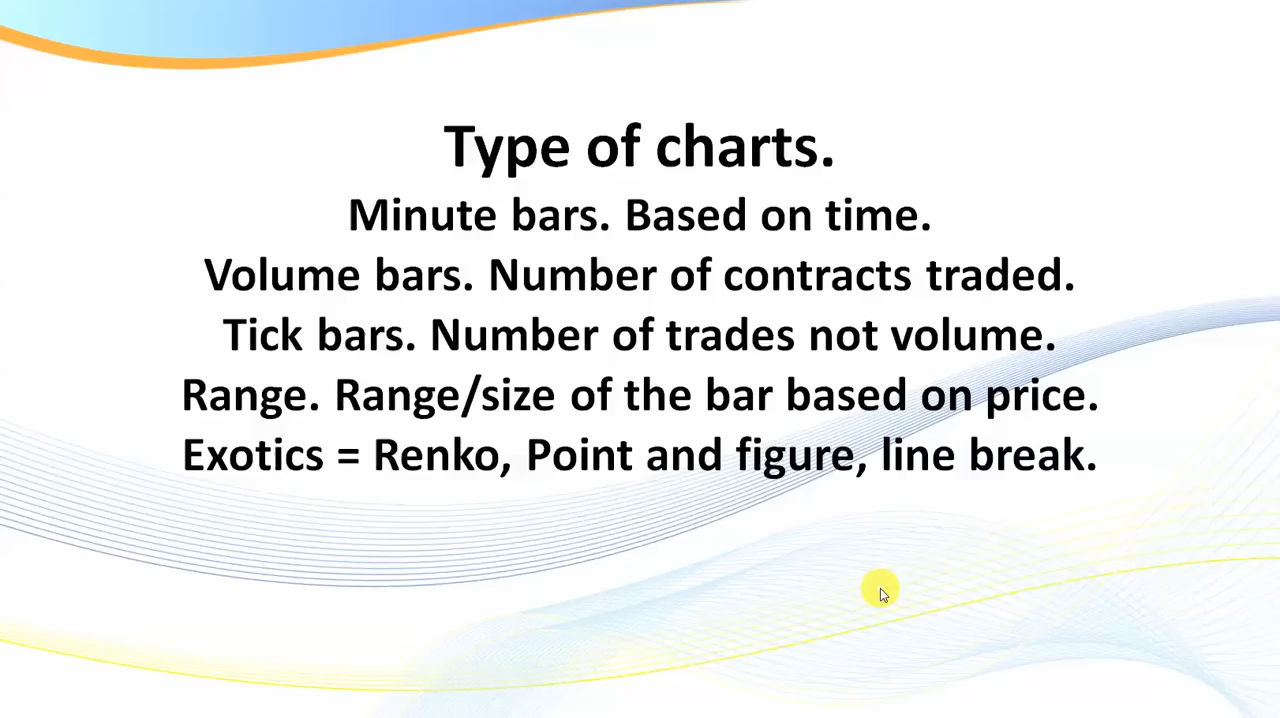 Type of charts.
Minute bars. Based on time.
Volume bars. Number of contracts traded.
Tick bars. Number of trades not volume.
Range. Range/size of the bar based on price.
Exotics = Renko, Point and figure, line break.